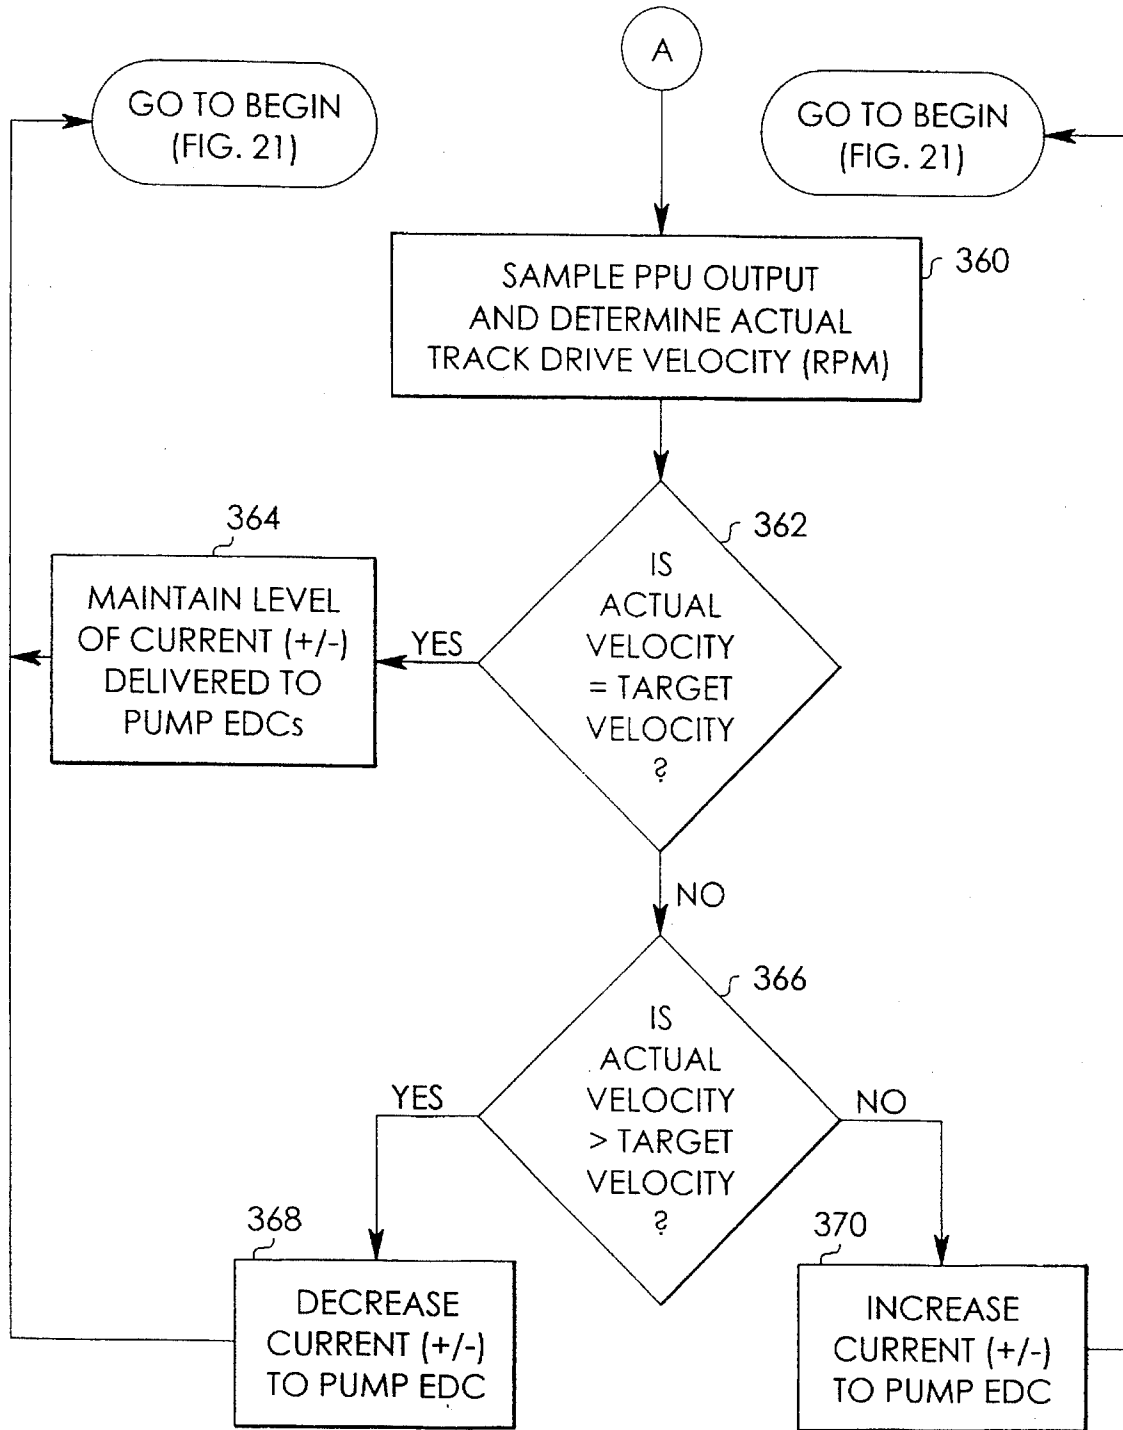 A
GO TO BEGIN
(FIG. 21)
GO TO BEGIN
(FIG. 21)
360
SAMPLE PPU OUTPUT
AND DETERMINE ACTUAL
TRACK DRIVE VELOCITY (RPM)
362
IS
ACTUAL
VELOCITY
= TARGET
VELOCITY
?
YES
364
MAINTAIN LEVEL
OF CURRENT (+/-)
DELIVERED TO
PUMP EDCs
NO
366
IS
ACTUAL
VELOCITY
> TARGET
VELOCITY
?
YES
NO
368
DECREASE
CURRENT (+/-)
TO PUMP EDC
370
INCREASE
CURRENT (+/-)
TO PUMP EDC